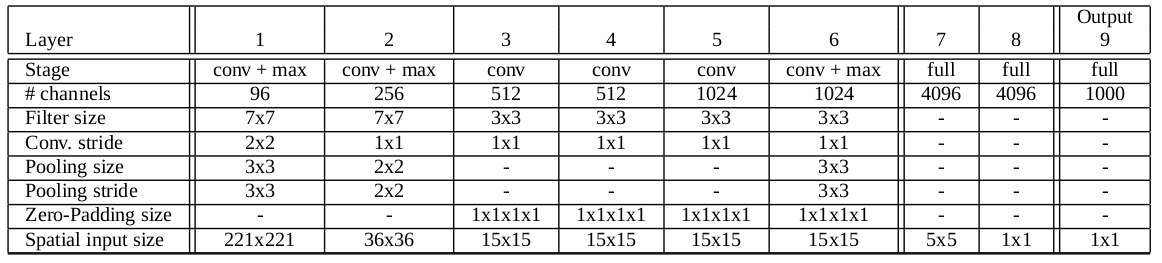 Output
Layer 1 2 3 4 5 6 7 8 9
Stage conv + max conv + max conv conv conv conv + max full full full
# channels 96 256 512 512 1024 1024 4096 4096 1000
Filter size 7x7 7x7 3x3 3x3 3x3 3x3 - - -
Conv. stride 2x2 1x1 1x1 1x1 1x1 1x1 - - -
Pooling size 3x3 2x2 - - - 3x3 - - -
Pooling stride 3x3 2x2 - - - 3x3 - - -
Zero-Padding size - - 1x1x1x1 1x1x1x1 1x1x1x1 1x1x1x1 - - -
Spatial input size 221x221 36x36 15x15 15x15 15x15 15x15 5x5 1x1 1x1